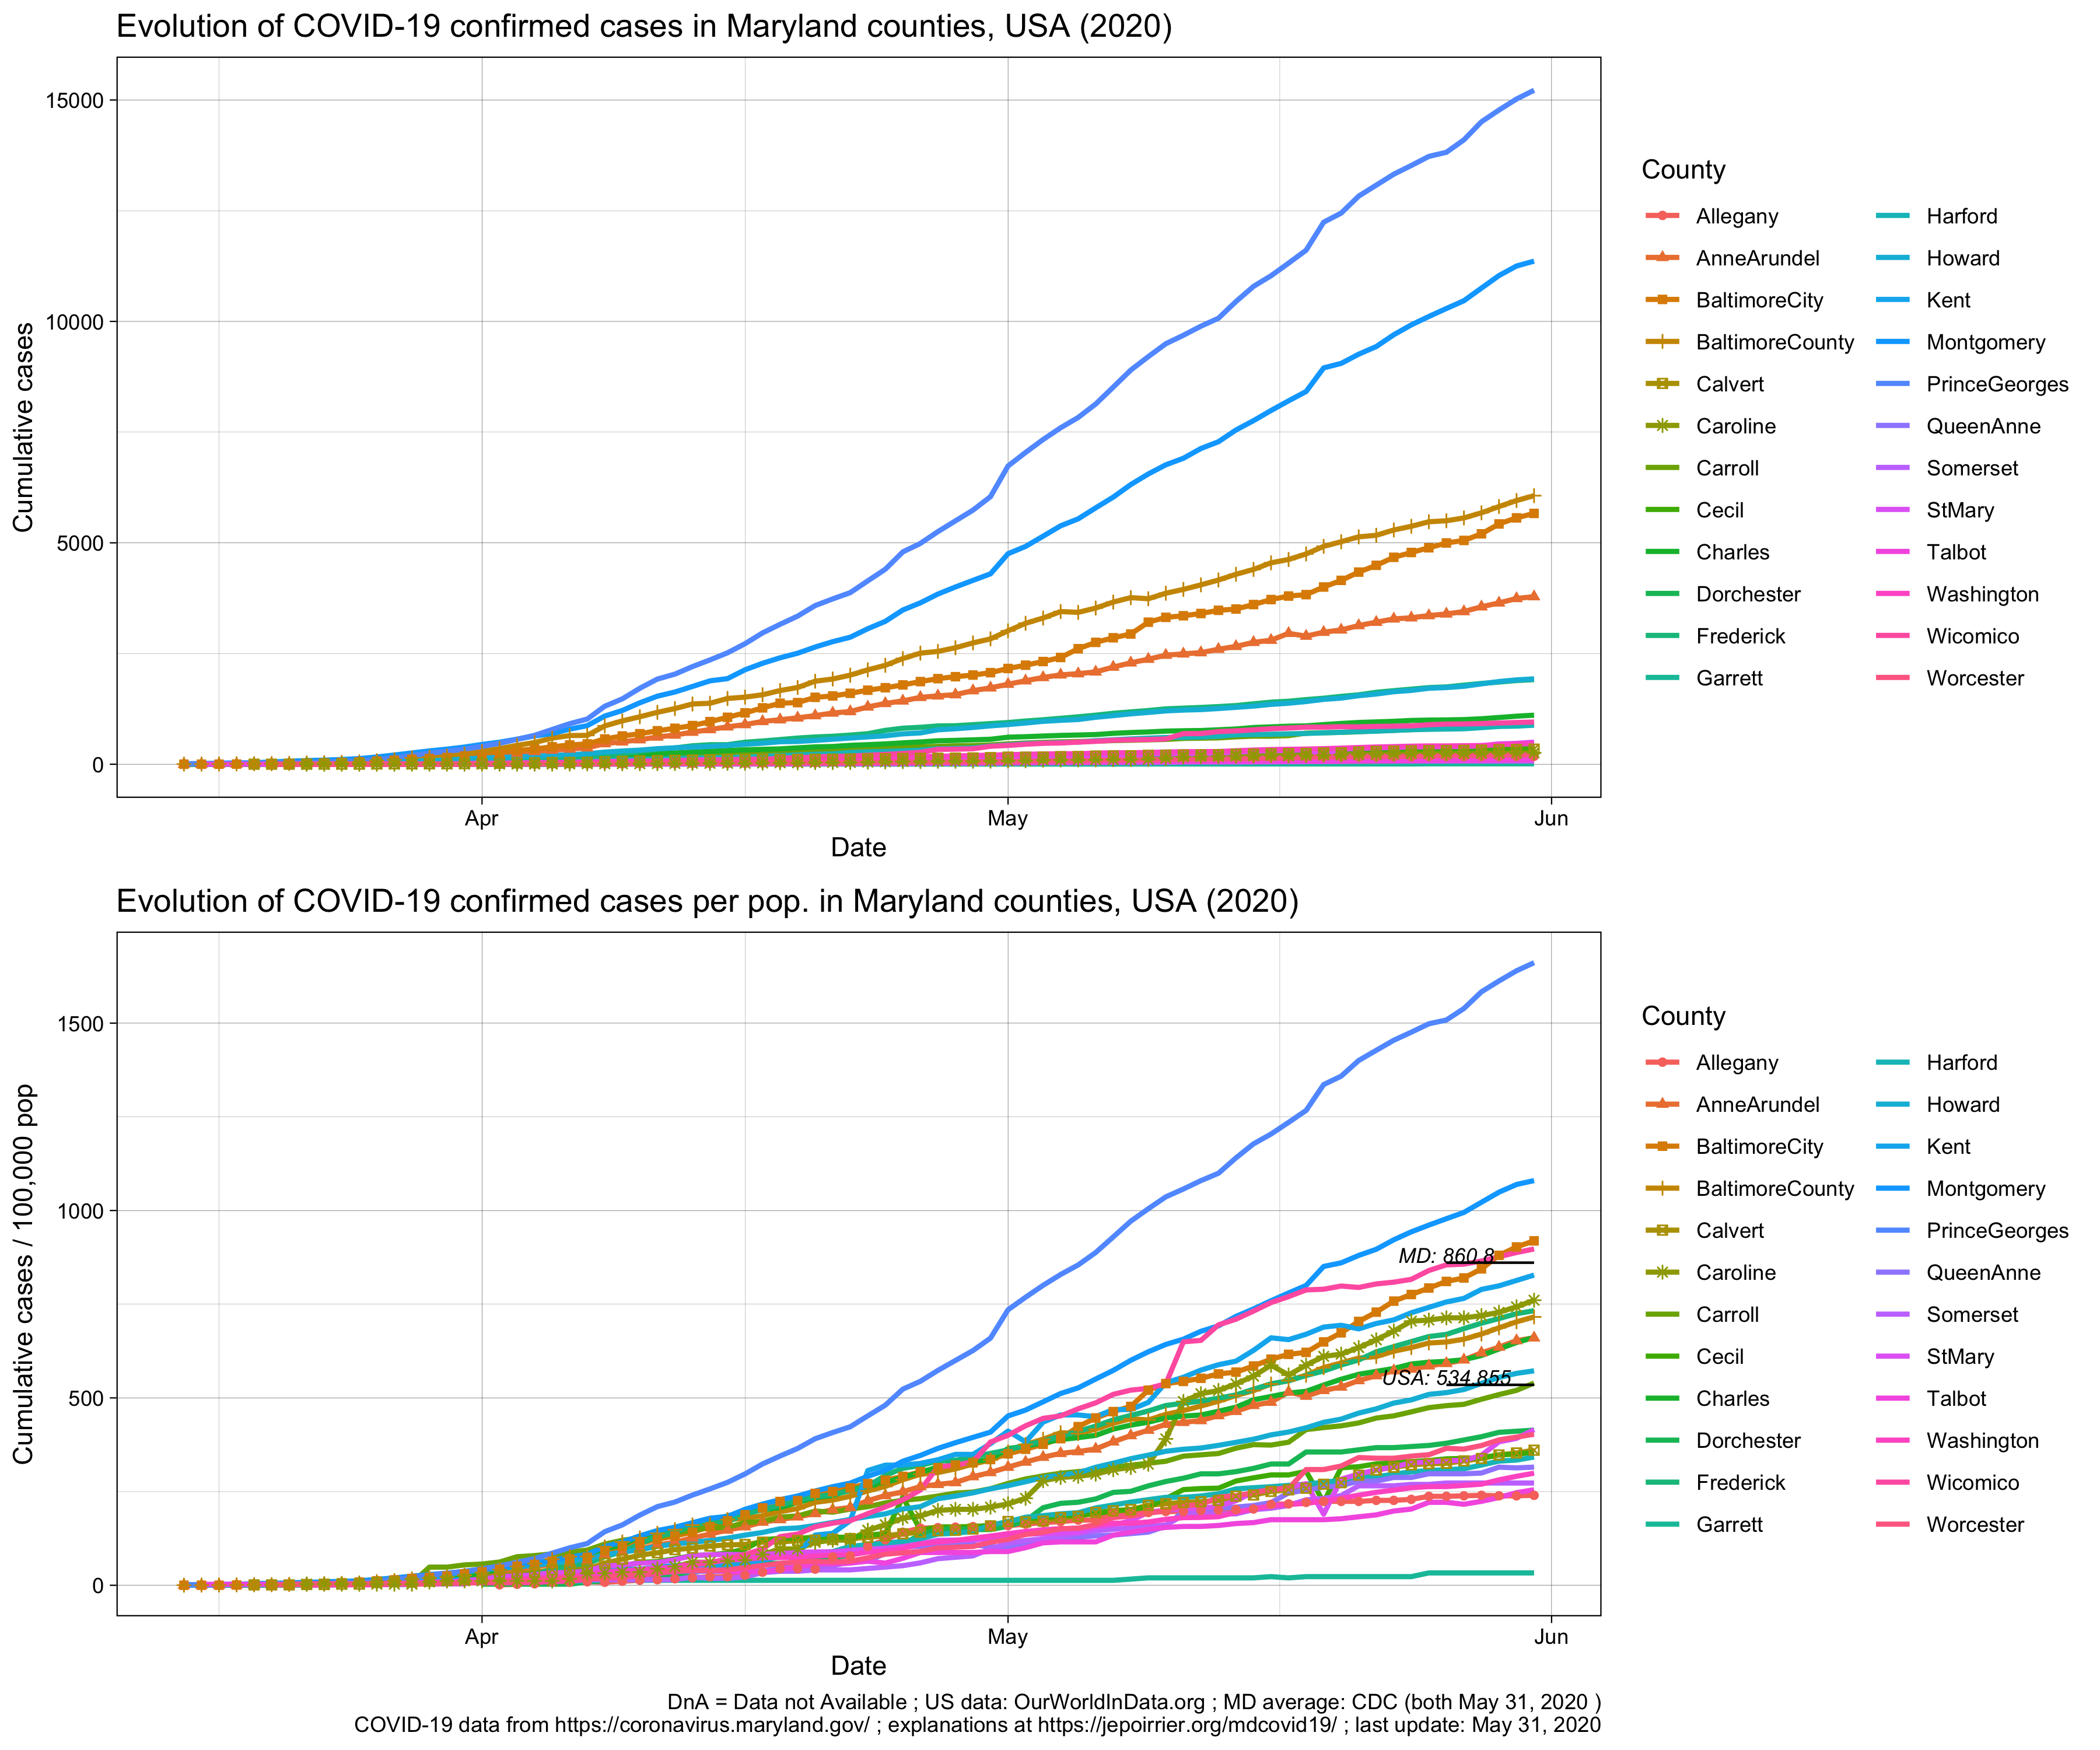 Evolution of COVID-19 confirmed cases in Maryland counties, USA (2020)
15000
10000
5000
0
Cumulative cases
Apr
May
Jun
Date
County
Allegany
AnneArundel
BaltimoreCity
BaltimoreCounty
Calvert
Caroline
Carroll
Cecil
Charles
Dorchester
Frederick
Garrett
Harford
Howard
Kent
Montgomery
PrinceGeorges
QueenAnne
Somerset
StMary
Talbot
Washington
Wicomico
Worcester
Evolution of COVID-19 confirmed cases per pop. in Maryland counties, USA (2020)
1500
1000
500
0
Cumulative cases / 100,000 pop
MD: 860.8
USA: 534.855
Apr
May
Jun
Date
County
Allegany
AnneArundel
BaltimoreCity
BaltimoreCounty
Calvert
Caroline
Carroll
Cecil
Charles
Dorchester
Frederick
Garrett
Harford
Howard
Kent
Montgomery
PrinceGeorges
QueenAnne
Somerset
StMary
Talbot
Washington
Wicomico
Worcester
DnA = Data not Available ; US data: OurWorldInData.org ; MD average: CDC (both May 31, 2020 )
COVID-19 data from https://coronavirus.maryland.gov/ ; explanations at https://jepoirrier.org/mdcovid19/ ; last update: May 31, 2020